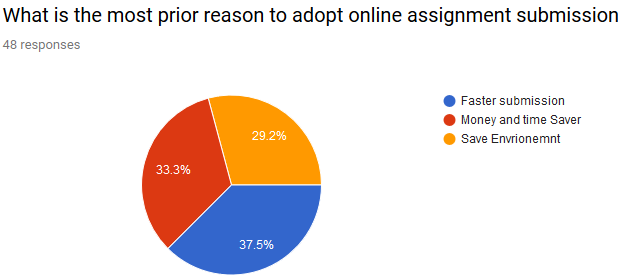 What is the most prior reason to adopt online assignment submission
48 responses
Faster submission
Money and time Saver
Save Envrionemnt
29.2%
33.3%
37.5%